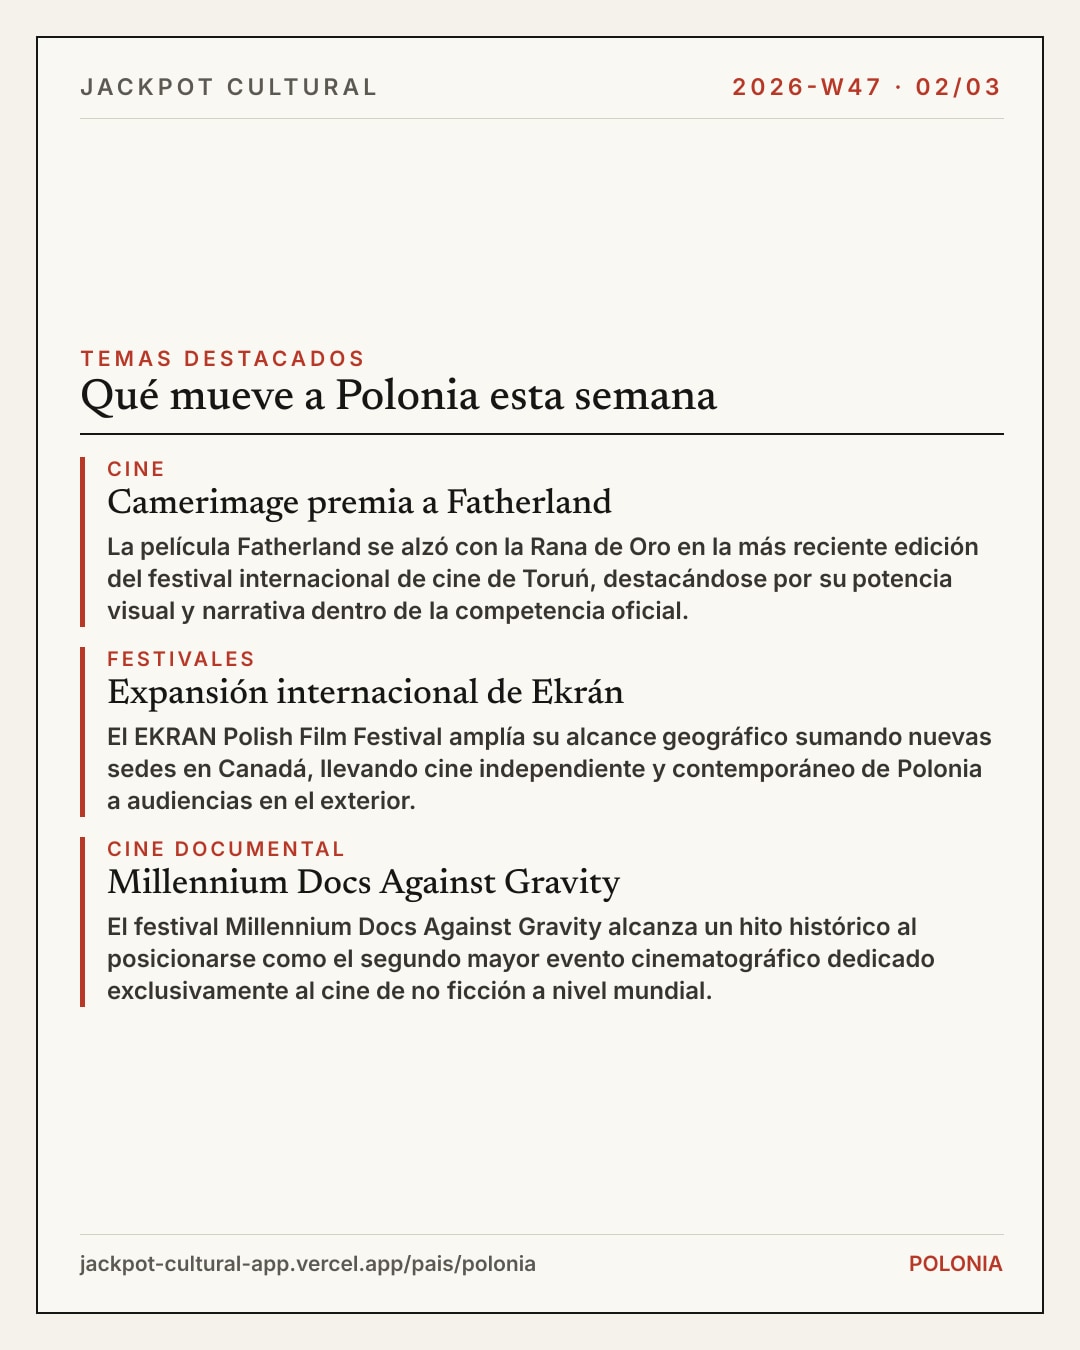 JACKPOT CULTURAL
2026-W47 · 02/03
TEMAS DESTACADOS
Qué mueve a Polonia esta semana
CINE
Camerimage premia a Fatherland
La película Fatherland se alzó con la Rana de Oro en la más reciente edición
del festival internacional de cine de Toruń, destacándose por su potencia
visual y narrativa dentro de la competencia oficial.
FESTIVALES
Expansión internacional de Ekrán
El EKRAN Polish Film Festival amplía su alcance geográfico sumando nuevas
sedes en Canadá, llevando cine independiente y contemporáneo de Polonia
a audiencias en el exterior.
CINE DOCUMENTAL
Millennium Docs Against Gravity
El festival Millennium Docs Against Gravity alcanza un hito histórico al
posicionarse como el segundo mayor evento cinematográfico dedicado
exclusivamente al cine de no ficción a nivel mundial.
jackpot-cultural-app.vercel.app/pais/polonia
POLONIA